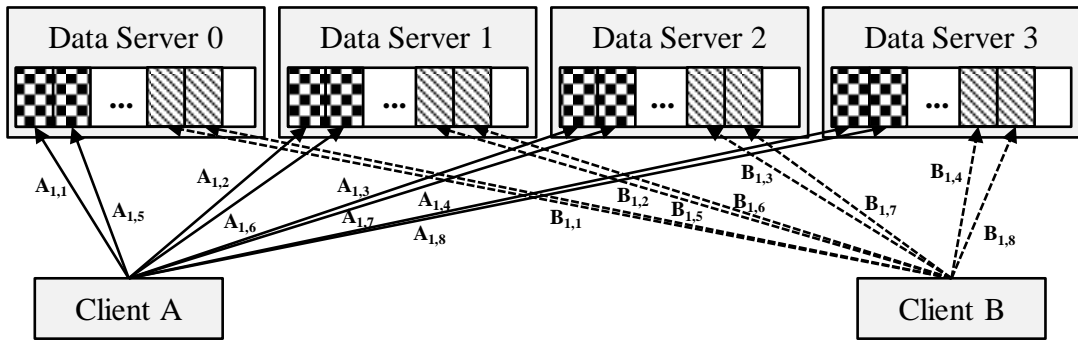 Data Server 0
Data Server 1
Data Server 2
Data Server 3
...
...
...
...
A1,1
A1,5
A1,2
A1,6
A1,3
A1,7
A1,4
A1,8
B1,1
B1,2
B1,5
B1,6
B1,3
B1,7
B1,4
B1,8
Client A
Client B